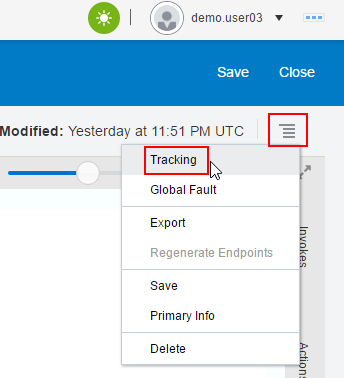 demo.user03
Save Close
Modified: Yesterday at 11:51 PM UTC
Tracking
Global Fault
Export
Regenerate Endpoints
Save
Primary Info
Delete
Invokes
Actions